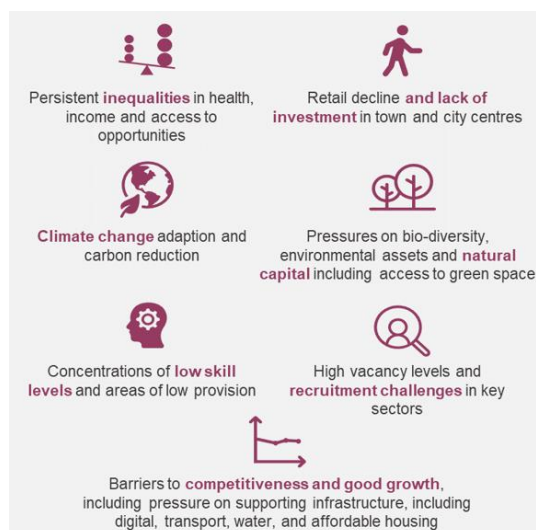 Persistent inequalities in health,
income and access to
opportunities
Retail decline and lack of
investment in town and city centres
Climate change adaption and
carbon reduction
Pressures on bio-diversity,
environmental assets and natural
capital including access to green space
Concentrations of low skill
levels and areas of low provision
High vacancy levels and
recruitment challenges in key
sectors
Barriers to competitiveness and good growth,
including pressure on supporting infrastructure, including
digital, transport, water, and affordable housing